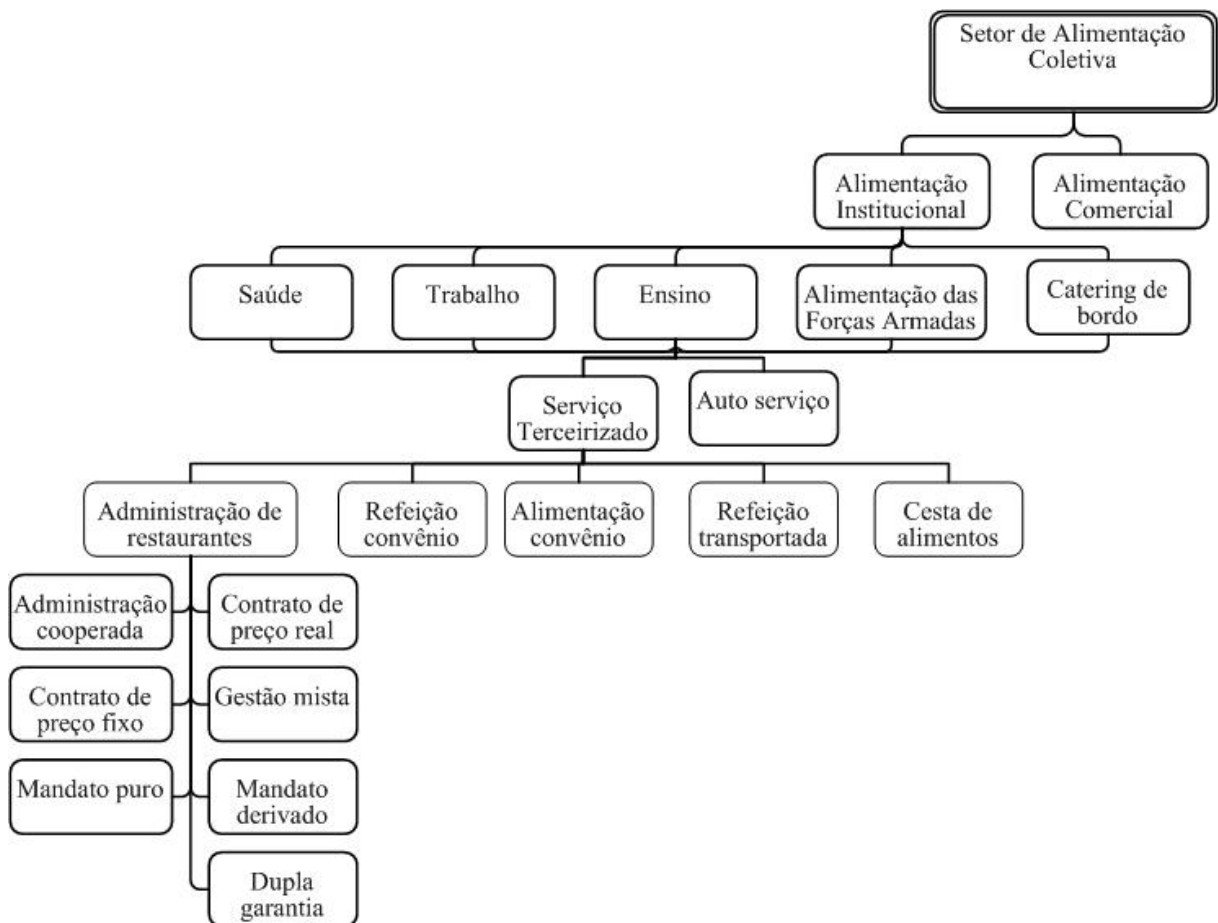 Setor de Alimentação
Coletiva
Alimentação
Institucional
Alimentação
Comercial
Saúde
Trabalho
Ensino
Alimentação das
Forças Armadas
Catering de
bordo
Serviço
Terceirizado
Auto serviço
Administração de
restaurantes
Refeição
convênio
Alimentação
convênio
Refeição
transportada
Cesta de
alimentos
Administração
cooperada
Contrato de
preço real
Contrato de
preço fixo
Gestão mista
Mandato puro
Mandato
derivado
Dupla
garantia